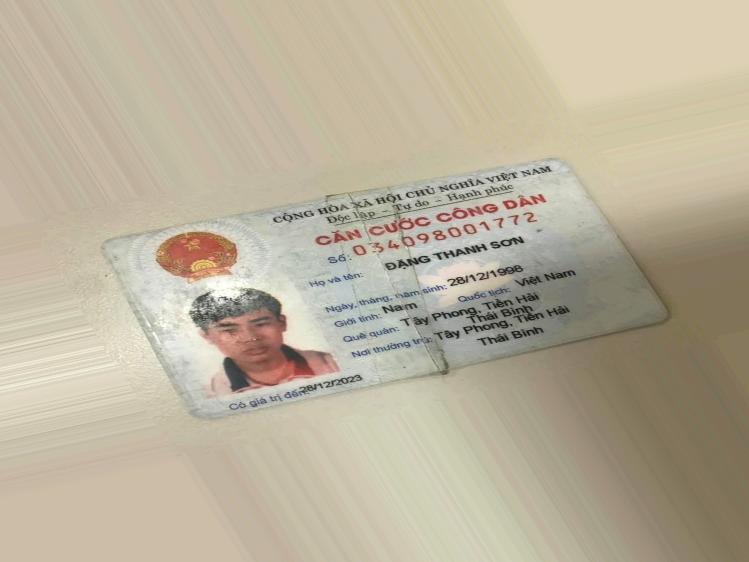 CỘNG HÒA XÃ HỘI CHỦ NGHĨA VIỆT NAM
Độc lập - Tự do - Hạnh phúc
CĂN CƯỚC CÔNG DÂN
Số: 034098001772
Họ và tên: ĐẶNG THANH SƠN
Ngày, tháng, năm sinh: 28/12/1998
Giới tính: Nam Quốc tịch: Việt Nam
Quê quán: Tây Phong, Tiền Hải
Thái Bình
Nơi thường trú: Tây Phong, Tiền Hải
Thái Bình
Có giá trị đến: 28/12/2023